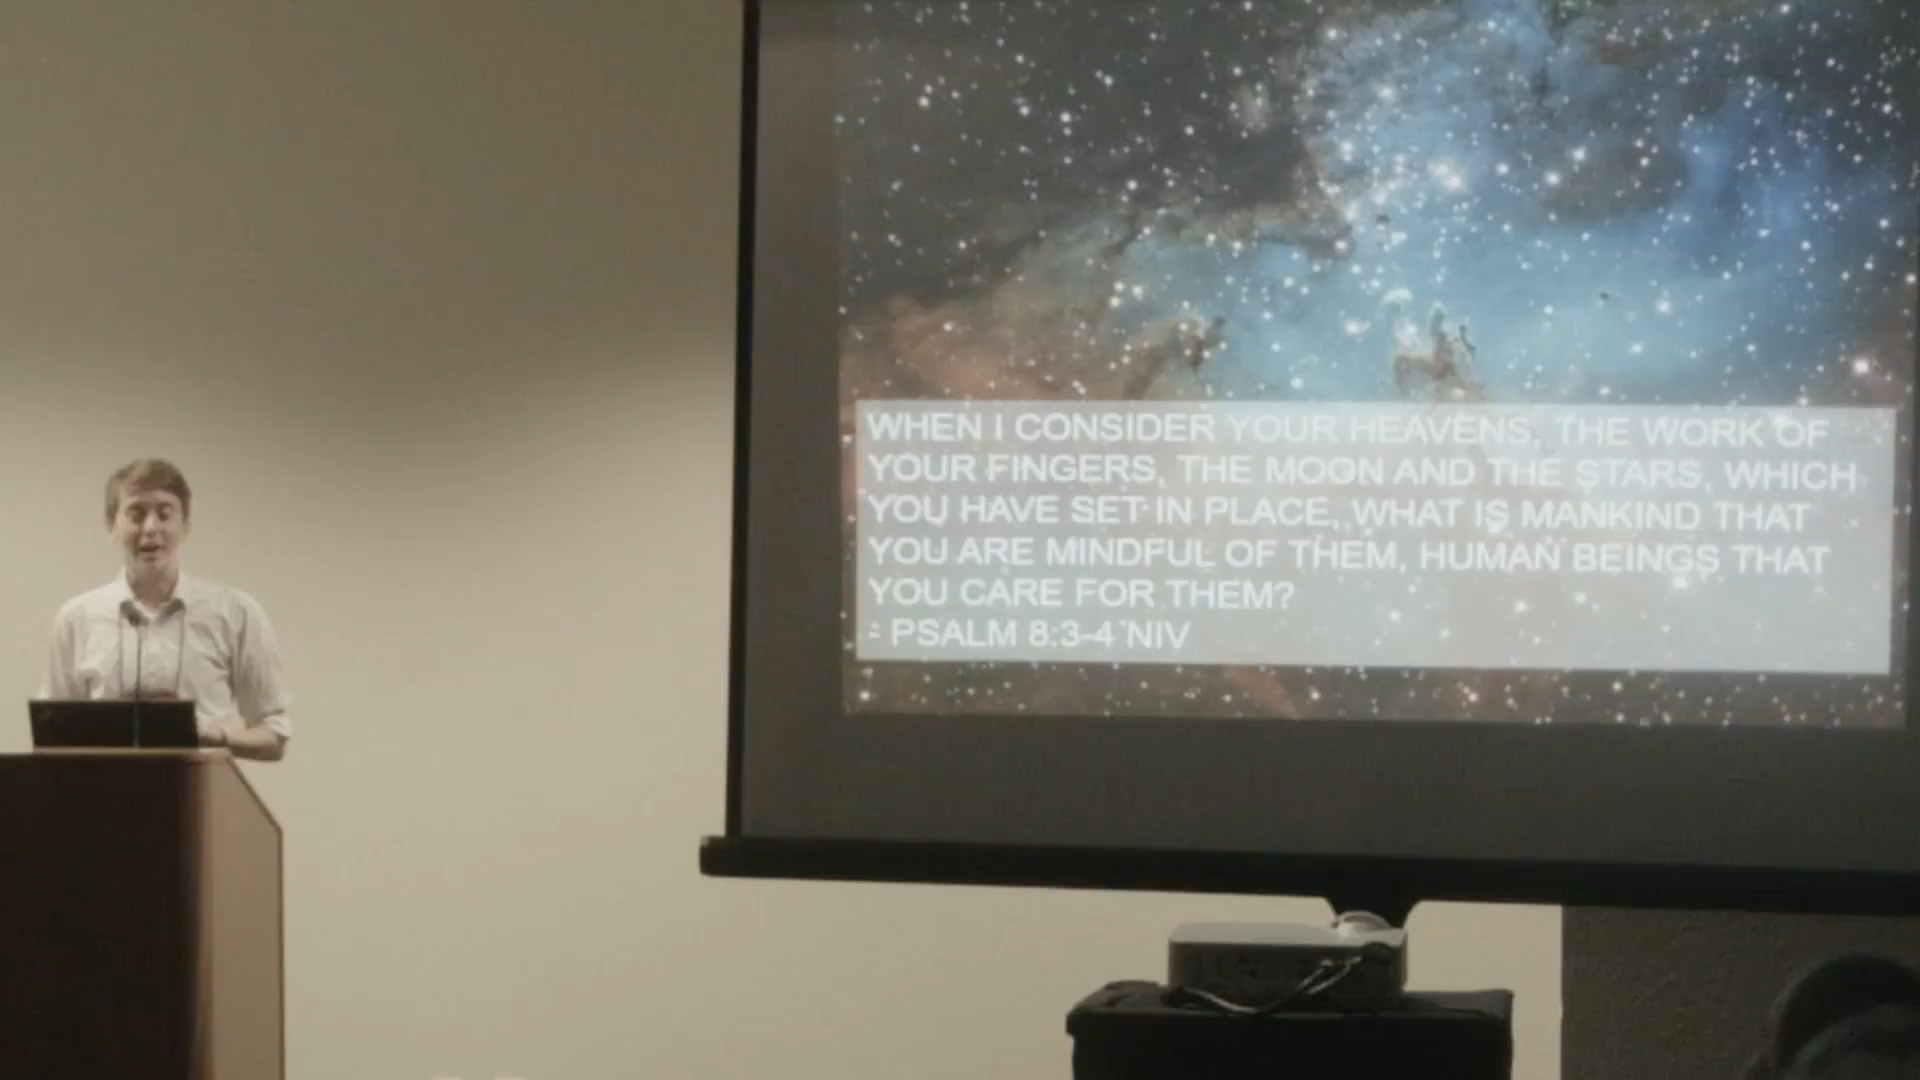 WHEN I CONSIDER YOUR HEAVENS, THE WORK OF
YOUR FINGERS, THE MOON AND THE STARS, WHICH
YOU HAVE SET IN PLACE, WHAT IS MANKIND THAT
YOU ARE MINDFUL OF THEM, HUMAN BEINGS THAT
YOU CARE FOR THEM?
- PSALM 8:3-4 NIV